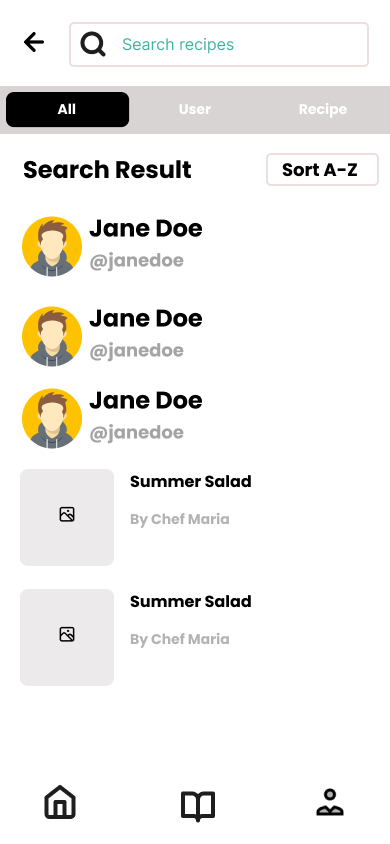 Search recipes
All
User
Recipe
Search Result
Sort A-Z
Jane Doe
@janedoe
Jane Doe
@janedoe
Jane Doe
@janedoe
Summer Salad
By Chef Maria
Summer Salad
By Chef Maria